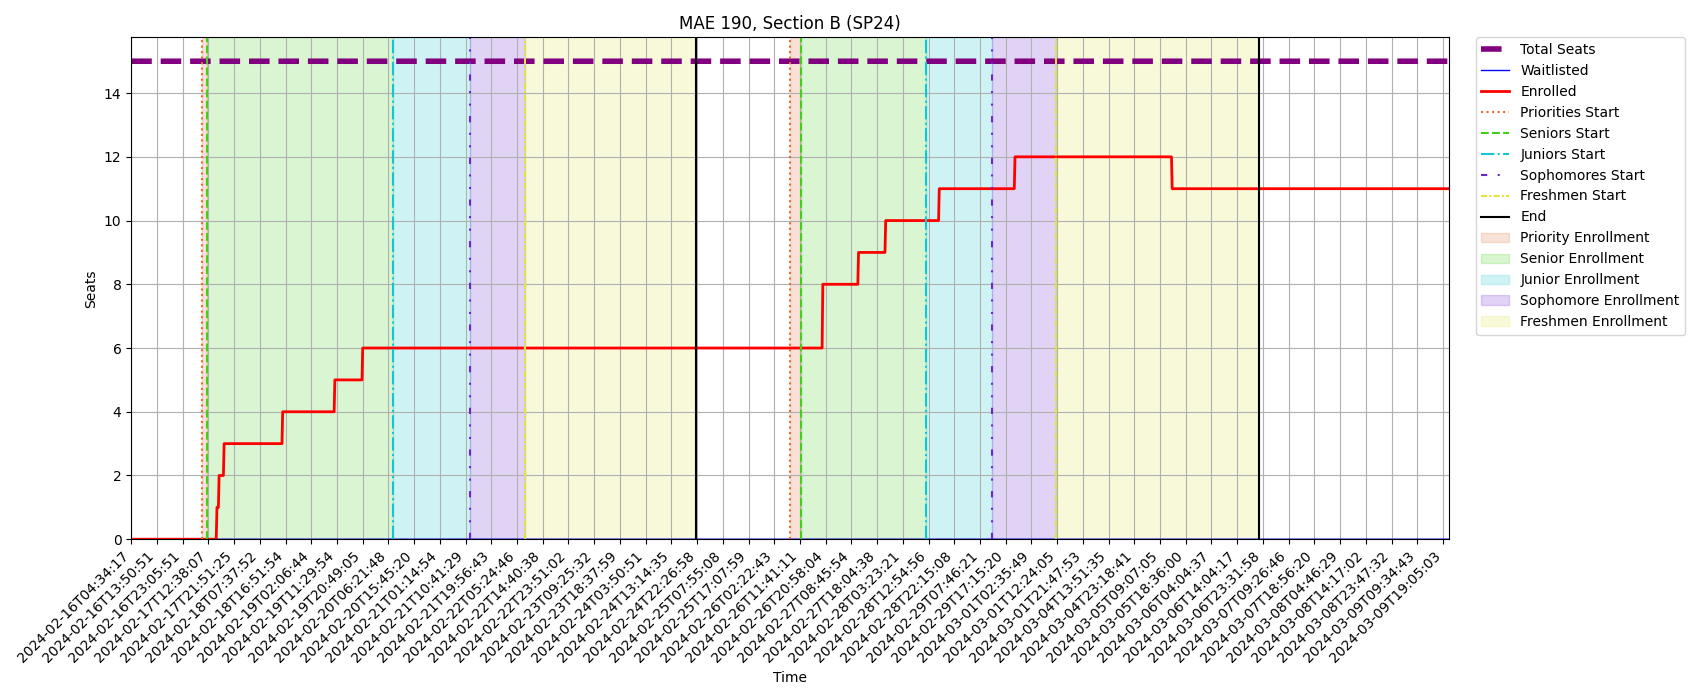 MAE 190, Section B (SP24)
Seats
14
12
10
8
6
4
2
0
2024-02-16T04:34:17
2024-02-16T13:50:51
2024-02-16T23:05:51
2024-02-17T12:38:07
2024-02-17T21:51:25
2024-02-18T07:37:52
2024-02-18T16:51:54
2024-02-19T02:06:44
2024-02-19T11:29:54
2024-02-19T20:49:05
2024-02-20T06:21:48
2024-02-20T15:45:20
2024-02-21T01:14:54
2024-02-21T10:41:29
2024-02-21T19:56:43
2024-02-22T05:24:46
2024-02-22T14:40:38
2024-02-22T23:51:02
2024-02-23T09:25:32
2024-02-23T18:37:59
2024-02-24T03:50:51
2024-02-24T13:14:35
2024-02-24T22:26:58
2024-02-25T07:55:08
2024-02-25T17:07:59
2024-02-26T02:22:43
2024-02-26T11:41:11
2024-02-26T20:58:04
2024-02-27T08:45:54
2024-02-27T18:04:38
2024-02-28T03:23:21
2024-02-28T12:54:56
2024-02-28T22:15:08
2024-02-29T07:46:21
2024-02-29T17:15:20
2024-03-01T02:35:49
2024-03-01T12:24:05
2024-03-01T21:47:53
2024-03-04T13:51:35
2024-03-04T23:18:41
2024-03-05T09:07:05
2024-03-05T18:36:00
2024-03-06T04:04:37
2024-03-06T14:04:17
2024-03-06T23:31:58
2024-03-07T09:26:46
2024-03-07T18:56:20
2024-03-08T04:46:29
2024-03-08T14:17:02
2024-03-08T23:47:32
2024-03-09T09:34:43
2024-03-09T19:05:03
Time
Total Seats
Waitlisted
Enrolled
Priorities Start
Seniors Start
Juniors Start
Sophomores Start
Freshmen Start
End
Priority Enrollment
Senior Enrollment
Junior Enrollment
Sophomore Enrollment
Freshmen Enrollment